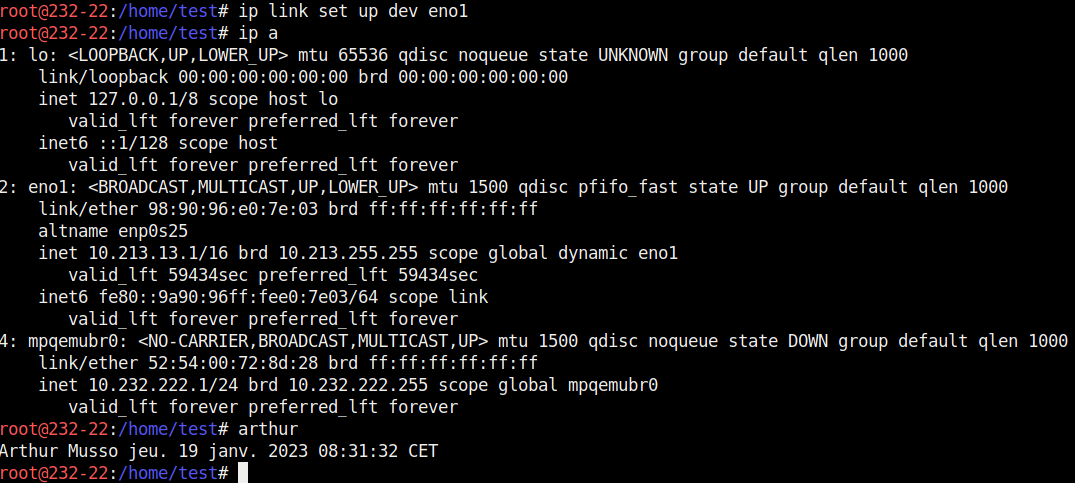 root@232-22:/home/test# ip link set up dev eno1
root@232-22:/home/test# ip a
1: lo: <LOOPBACK,UP,LOWER_UP> mtu 65536 qdisc noqueue state UNKNOWN group default qlen 1000
    link/loopback 00:00:00:00:00:00 brd 00:00:00:00:00:00
    inet 127.0.0.1/8 scope host lo
       valid_lft forever preferred_lft forever
    inet6 ::1/128 scope host
       valid_lft forever preferred_lft forever
2: eno1: <BROADCAST,MULTICAST,UP,LOWER_UP> mtu 1500 qdisc pfifo_fast state UP group default qlen 1000
    link/ether 98:90:96:e0:7e:03 brd ff:ff:ff:ff:ff:ff
    altname enp0s25
    inet 10.213.13.1/16 brd 10.213.255.255 scope global dynamic eno1
       valid_lft 59434sec preferred_lft 59434sec
    inet6 fe80::9a90:96ff:fee0:7e03/64 scope link
       valid_lft forever preferred_lft forever
4: mpqemubr0: <NO-CARRIER,BROADCAST,MULTICAST,UP> mtu 1500 qdisc noqueue state DOWN group default qlen 1000
    link/ether 52:54:00:72:8d:28 brd ff:ff:ff:ff:ff:ff
    inet 10.232.222.1/24 brd 10.232.222.255 scope global mpqemubr0
       valid_lft forever preferred_lft forever
root@232-22:/home/test# arthur
Arthur Musso jeu. 19 janv. 2023 08:31:32 CET
root@232-22:/home/test#